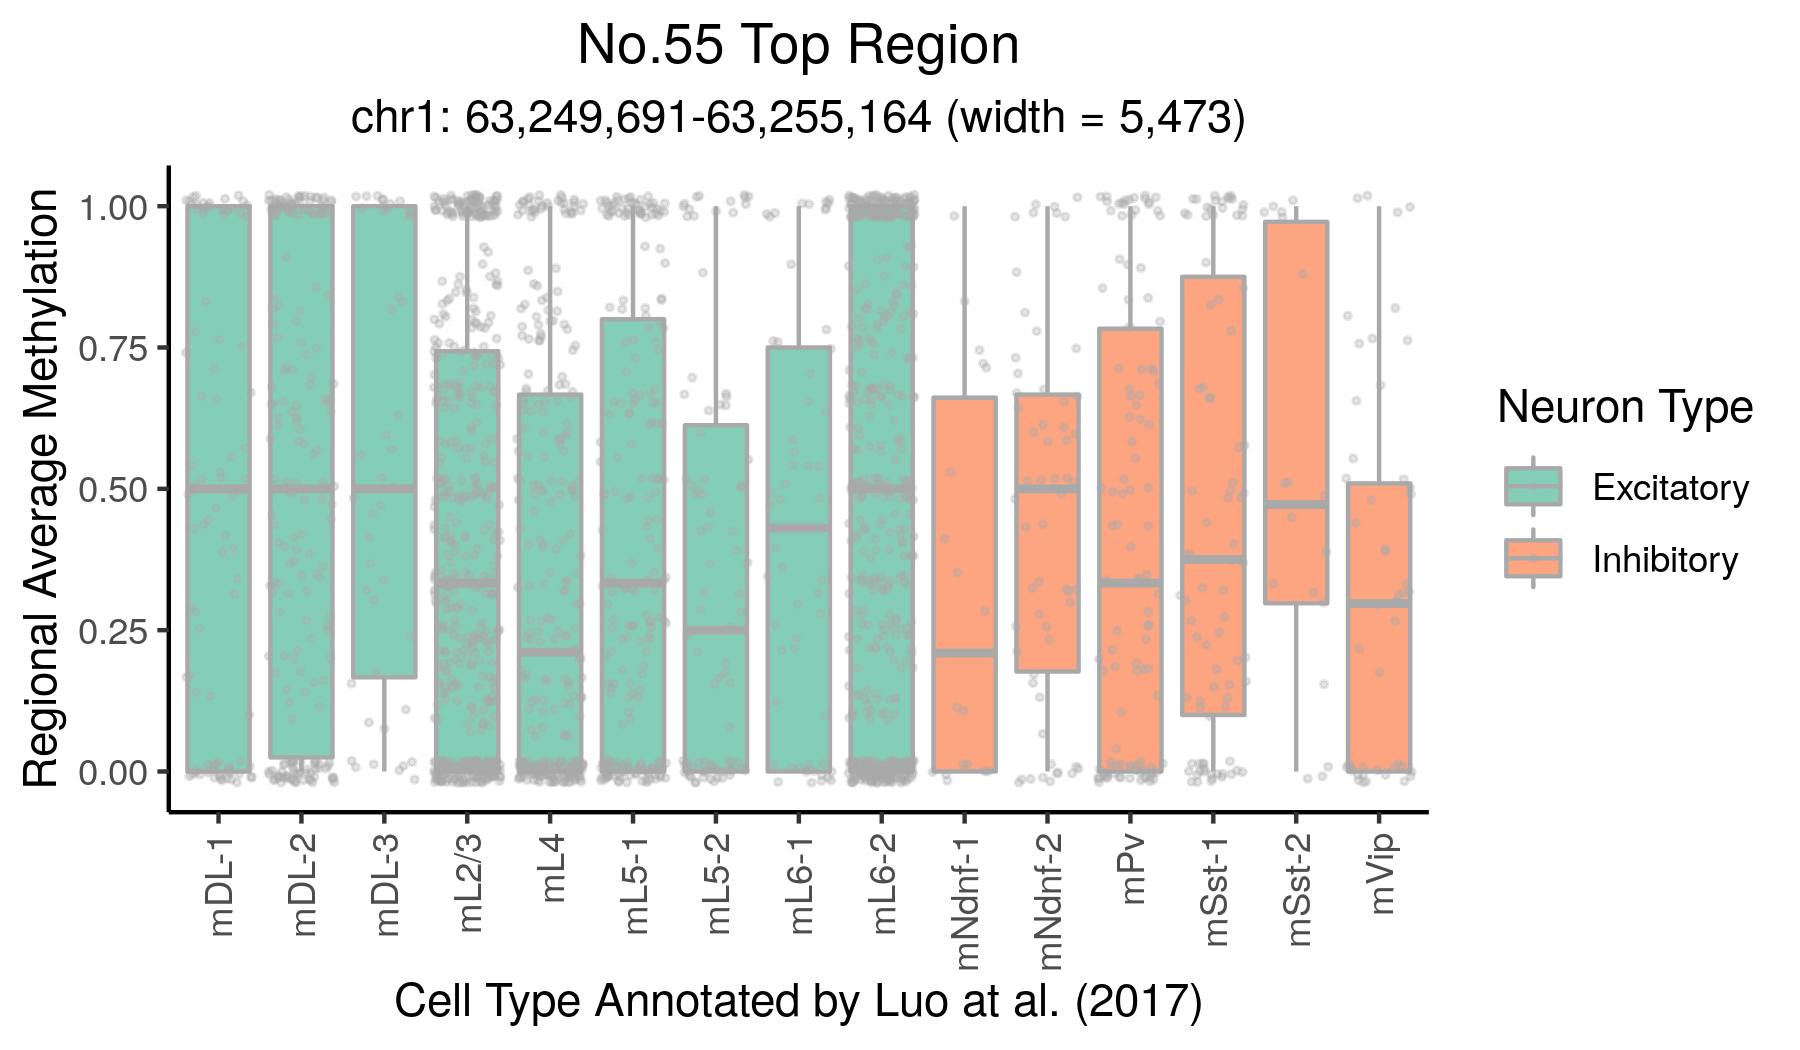 No.55 Top Region
chr1: 63,249,691-63,255,164 (width = 5,473)
Regional Average Methylation
1.00
0.75
0.50
0.25
0.00
mDL-1
mDL-2
mDL-3
mL2/3
mL4
mL5-1
mL5-2
mL6-1
mL6-2
mNdnf-1
mNdnf-2
mPv
mSst-1
mSst-2
mVip
Cell Type Annotated by Luo at al. (2017)
Neuron Type
Excitatory
Inhibitory